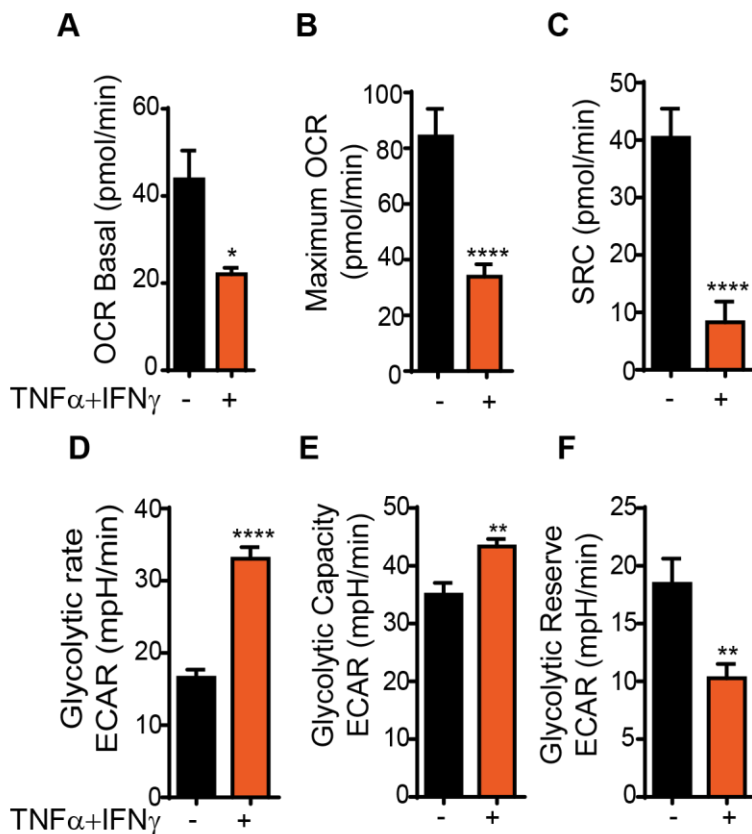 A
OCR Basal (pmol/min)
60
40
20
0
*
TNFα+IFNγ - +
B
Maximum OCR
(pmol/min)
100
80
60
40
20
0
****
- +
C
SRC (pmol/min)
50
40
30
20
10
0
****
- +
D
Glycolytic rate
ECAR (mpH/min)
40
30
20
10
0
****
TNFα+IFNγ - +
E
Glycolytic Capacity
ECAR (mpH/min)
50
40
30
20
10
0
**
- +
F
Glycolytic Reserve
ECAR (mpH/min)
25
20
15
10
5
0
**
- +